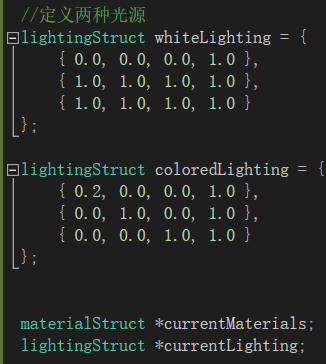 //定义两种光源
lightingStruct whiteLighting = {
{ 0.0, 0.0, 0.0, 1.0 },
{ 1.0, 1.0, 1.0, 1.0 },
{ 1.0, 1.0, 1.0, 1.0 }
};
lightingStruct coloredLighting = {
{ 0.2, 0.0, 0.0, 1.0 },
{ 0.0, 1.0, 0.0, 1.0 },
{ 0.0, 0.0, 1.0, 1.0 }
};
materialStruct *currentMaterials;
lightingStruct *currentLighting;